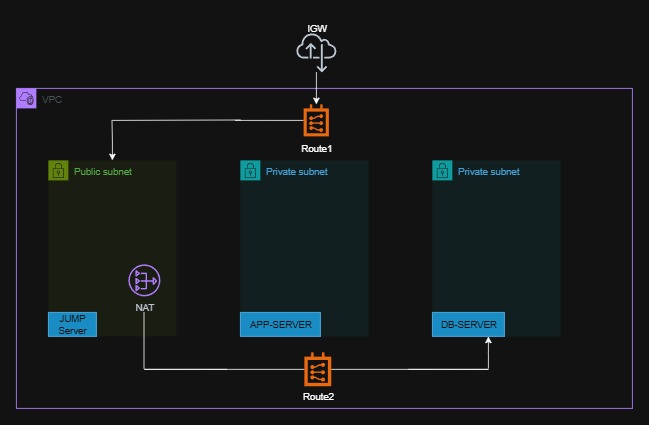 IGW
VPC
Route1
Public subnet
Private subnet
Private subnet
NAT
JUMP
Server
APP-SERVER
DB-SERVER
Route2